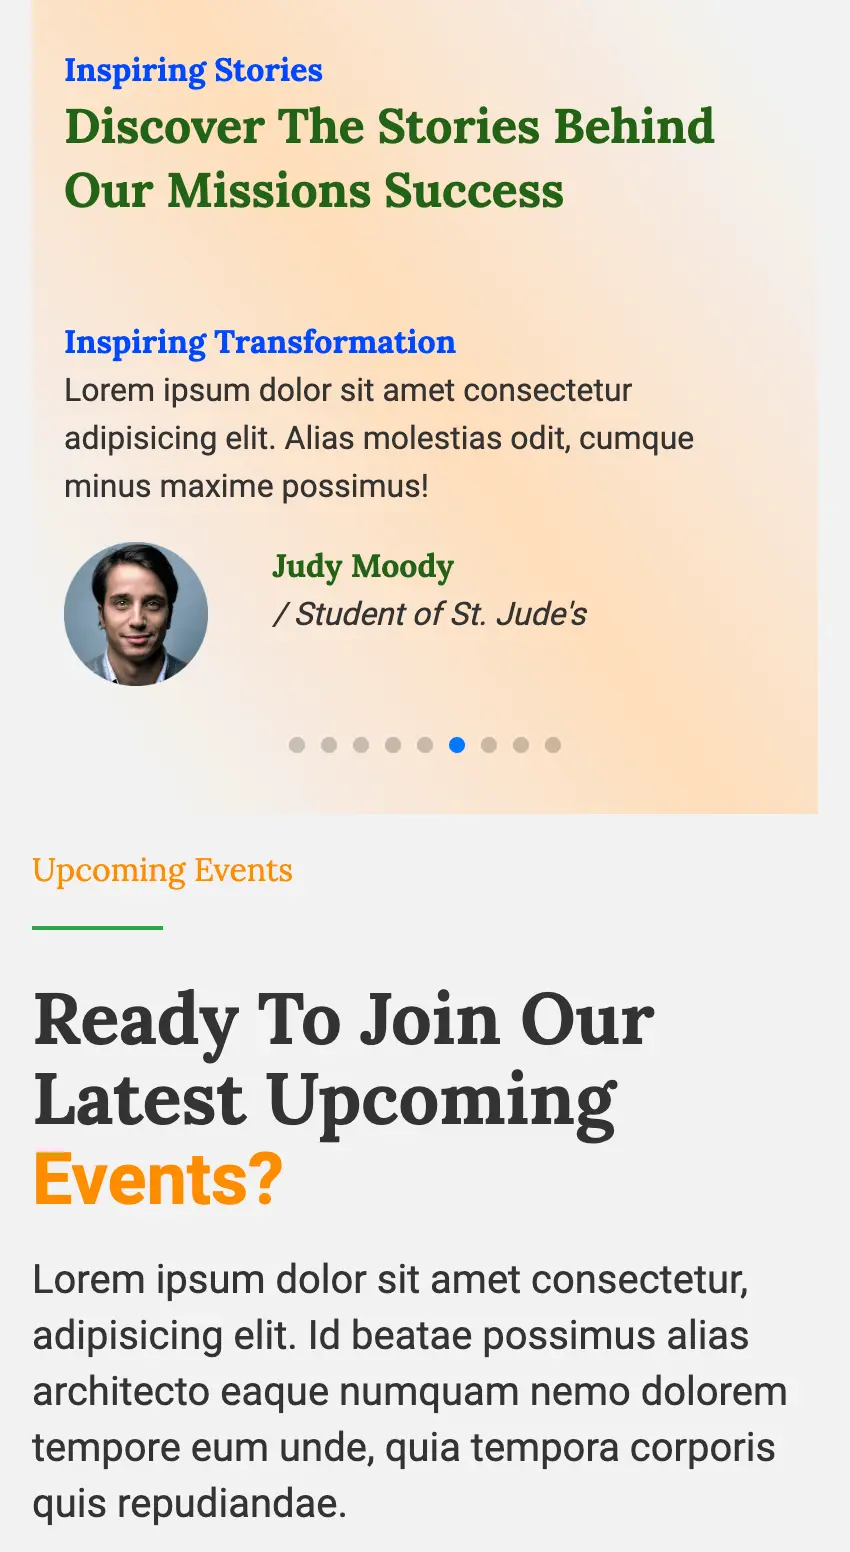 Inspiring Stories
Discover The Stories Behind
Our Missions Success
Inspiring Transformation
Lorem ipsum dolor sit amet consectetur
adipisicing elit. Alias molestias odit, cumque
minus maxime possimus!
Judy Moody
/ Student of St. Jude's
Upcoming Events
Ready To Join Our
Latest Upcoming
Events?
Lorem ipsum dolor sit amet consectetur,
adipisicing elit. Id beatae possimus alias
architecto eaque numquam nemo dolorem
tempore eum unde, quia tempora corporis
quis repudiandae.